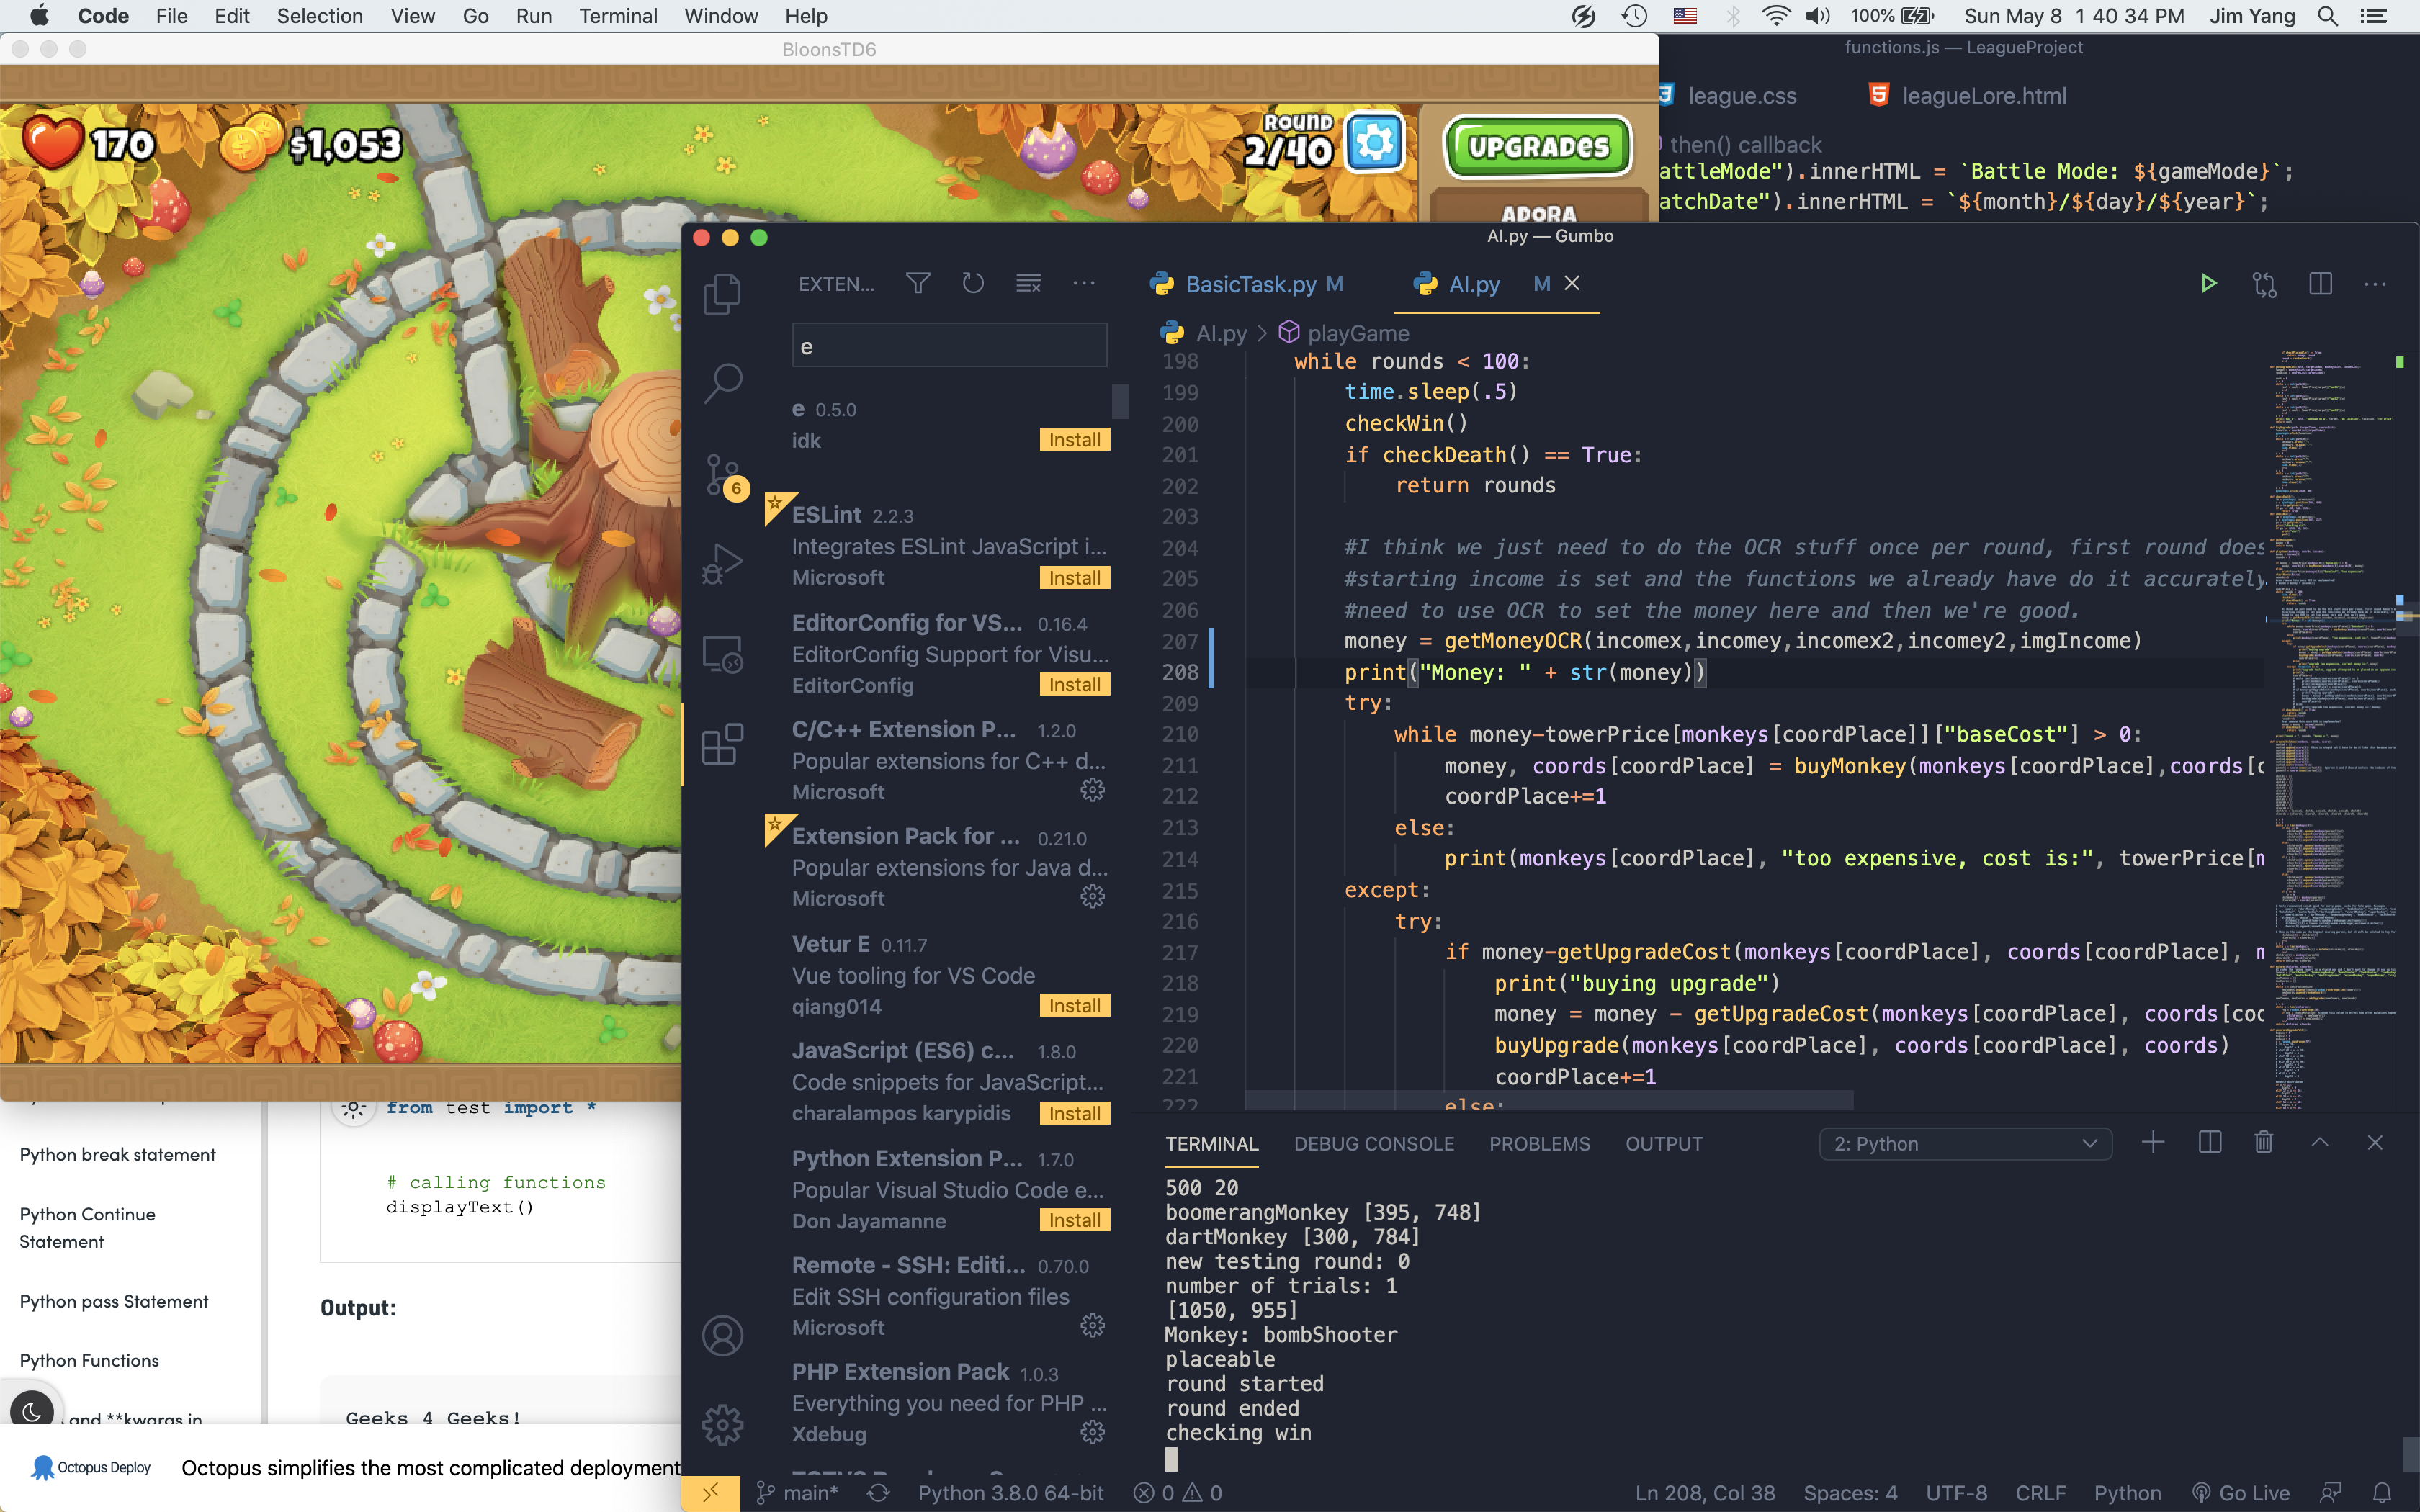 Code File Edit Selection View Go Run Terminal Window Help
100% Sun May 8 1 40 34 PM Jim Yang
BloonsTD6
functions.js — LeagueProject
170 $1,053
ROUND
2/40
UPGRADES
ADORA
league.css leagueLore.html
then() callback
attleMode").innerHTML = `Battle Mode: ${gameMode}`;
atchDate").innerHTML = `${month}/${day}/${year}`;
AI.py — Gumbo
EXTEN...
BasicTask.py M AI.py M
e
AI.py > playGame
e 0.5.0
idk Install
6
ESLint 2.2.3
Integrates ESLint JavaScript i...
Microsoft Install
EditorConfig for VS... 0.16.4
EditorConfig Support for Visu...
EditorConfig Install
C/C++ Extension P... 1.2.0
Popular extensions for C++ d...
Microsoft
Extension Pack for ... 0.21.0
Popular extensions for Java d...
Microsoft
Vetur E 0.11.7
Vue tooling for VS Code
qiang014 Install
JavaScript (ES6) c... 1.8.0
Code snippets for JavaScript...
charalampos karypidis Install
Python Extension P... 1.7.0
Popular Visual Studio Code e...
Don Jayamanne Install
Remote - SSH: Editi... 0.70.0
Edit SSH configuration files
Microsoft
PHP Extension Pack 1.0.3
Everything you need for PHP ...
Xdebug
198 while rounds < 100:
199 time.sleep(.5)
200 checkWin()
201 if checkDeath() == True:
202 return rounds
203
204 #I think we just need to do the OCR stuff once per round, first round does
205 #starting income is set and the functions we already have do it accurately,
206 #need to use OCR to set the money here and then we're good.
207 money = getMoneyOCR(incomex,incomey,incomex2,incomey2,imgIncome)
208 print("Money: " + str(money))
209 try:
210 while money-towerPrice[monkeys[coordPlace]]["baseCost"] > 0:
211 money, coords[coordPlace] = buyMonkey(monkeys[coordPlace],coords[c
212 coordPlace+=1
213 else:
214 print(monkeys[coordPlace], "too expensive, cost is:", towerPrice[m
215 except:
216 try:
217 if money-getUpgradeCost(monkeys[coordPlace], coords[coordPlace], m
218 print("buying upgrade")
219 money = money - getUpgradeCost(monkeys[coordPlace], coords[coo
220 buyUpgrade(monkeys[coordPlace], coords[coordPlace], coords)
221 coordPlace+=1
222 else:
TERMINAL DEBUG CONSOLE PROBLEMS OUTPUT 2: Python
500 20
boomerangMonkey [395, 748]
dartMonkey [300, 784]
new testing round: 0
number of trials: 1
[1050, 955]
Monkey: bombShooter
placeable
round started
round ended
checking win
main* Python 3.8.0 64-bit 0 0 Ln 208, Col 38 Spaces: 4 UTF-8 CRLF Python Go Live
from test import *
# calling functions
displayText()
Output:
Geeks 4 Geeks!
Python break statement
Python Continue
Statement
Python pass Statement
Python Functions
and **kwargs in
Octopus Deploy Octopus simplifies the most complicated deployment